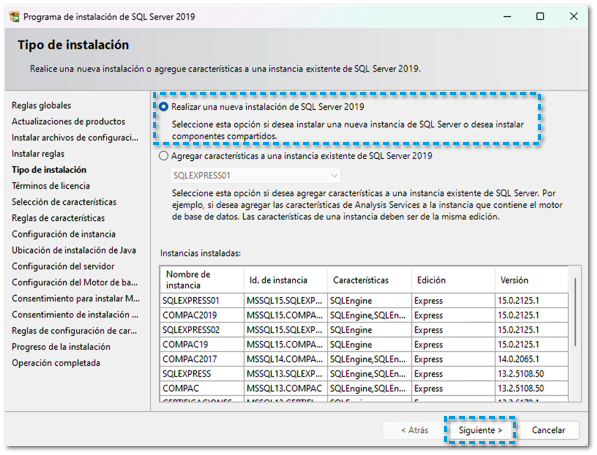 Programa de instalación de SQL Server 2019
Tipo de instalación
Realice una nueva instalación o agregue características a una instancia existente de SQL Server 2019.
Reglas globales
Actualizaciones de productos
Instalar archivos de configuraci...
Instalar reglas
Tipo de instalación
Términos de licencia
Selección de características
Reglas de características
Configuración de instancia
Ubicación de instalación de Java
Configuración del servidor
Configuración del Motor de ba...
Consentimiento para instalar M...
Consentimiento de instalación ...
Reglas de configuración de car...
Progreso de la instalación
Operación completada
Realizar una nueva instalación de SQL Server 2019
Seleccione esta opción si desea instalar una nueva instancia de SQL Server o desea instalar
componentes compartidos.
Agregar características a una instancia existente de SQL Server 2019
SQLEXPRESS01
Seleccione esta opción si desea agregar características a una instancia existente de SQL Server. Por
ejemplo, si desea agregar las características de Analysis Services a la instancia que contiene el motor
de base de datos. Las características de una instancia deben ser de la misma edición.
Instancias instaladas:
Nombre de instancia Id. de instancia Características Edición Versión
SQLEXPRESS01 MSSQL15.SQLEXP... SQLEngine Express 15.0.2125.1
COMPAC2019 MSSQL15.COMPA... SQLEngine,SQLEn... Express 15.0.2125.1
SQLEXPRESS02 MSSQL15.SQLEXP... SQLEngine Express 15.0.2125.1
COMPAC19 MSSQL15.COMPA... SQLEngine,SQLEn... Express 15.0.2125.1
COMPAC2017 MSSQL14.COMPA... SQLEngine,SQLEn... Express 14.0.2065.1
SQLEXPRESS MSSQL13.SQLEXP... SQLEngine Express 13.2.5108.50
COMPAC MSSQL13.COMPAC SQLEngine Express 13.2.5108.50
< Atrás Siguiente > Cancelar